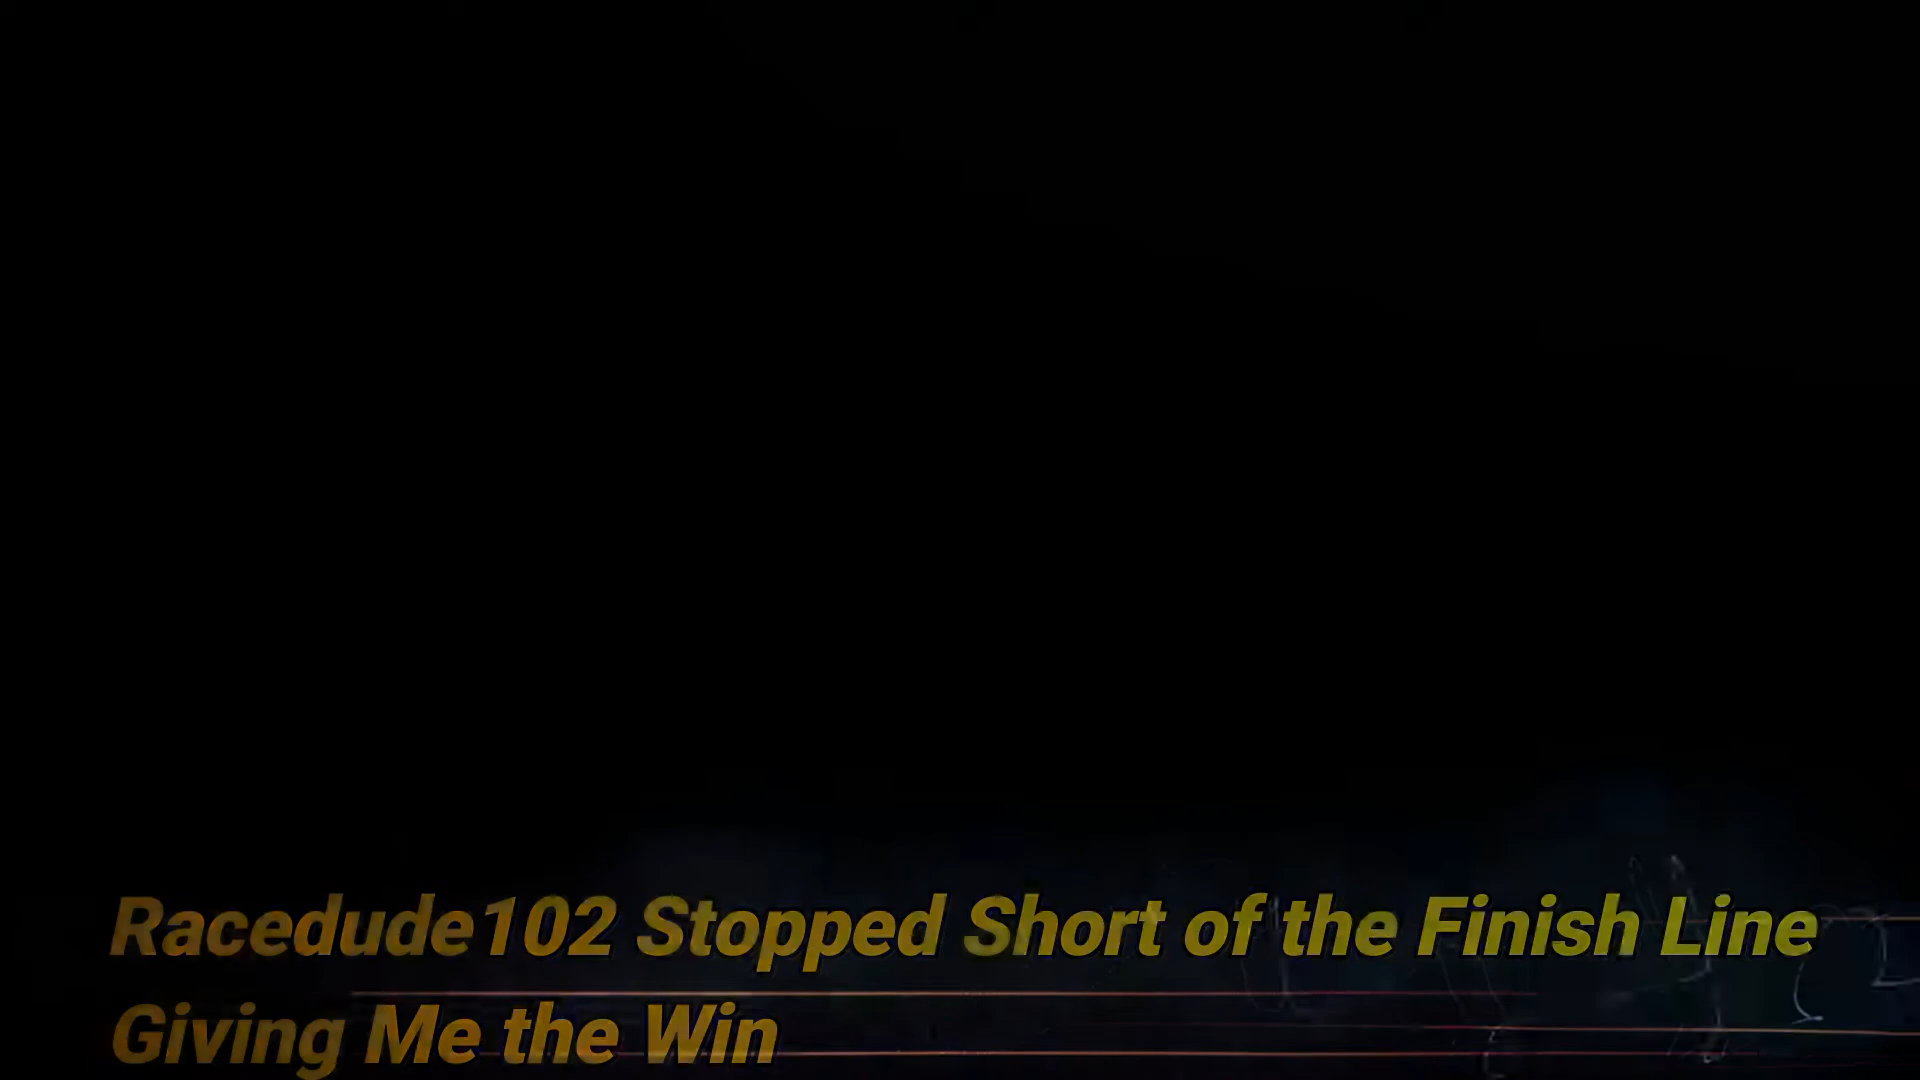 Racedude102 Stopped Short of the Finish Line
Giving Me the Win